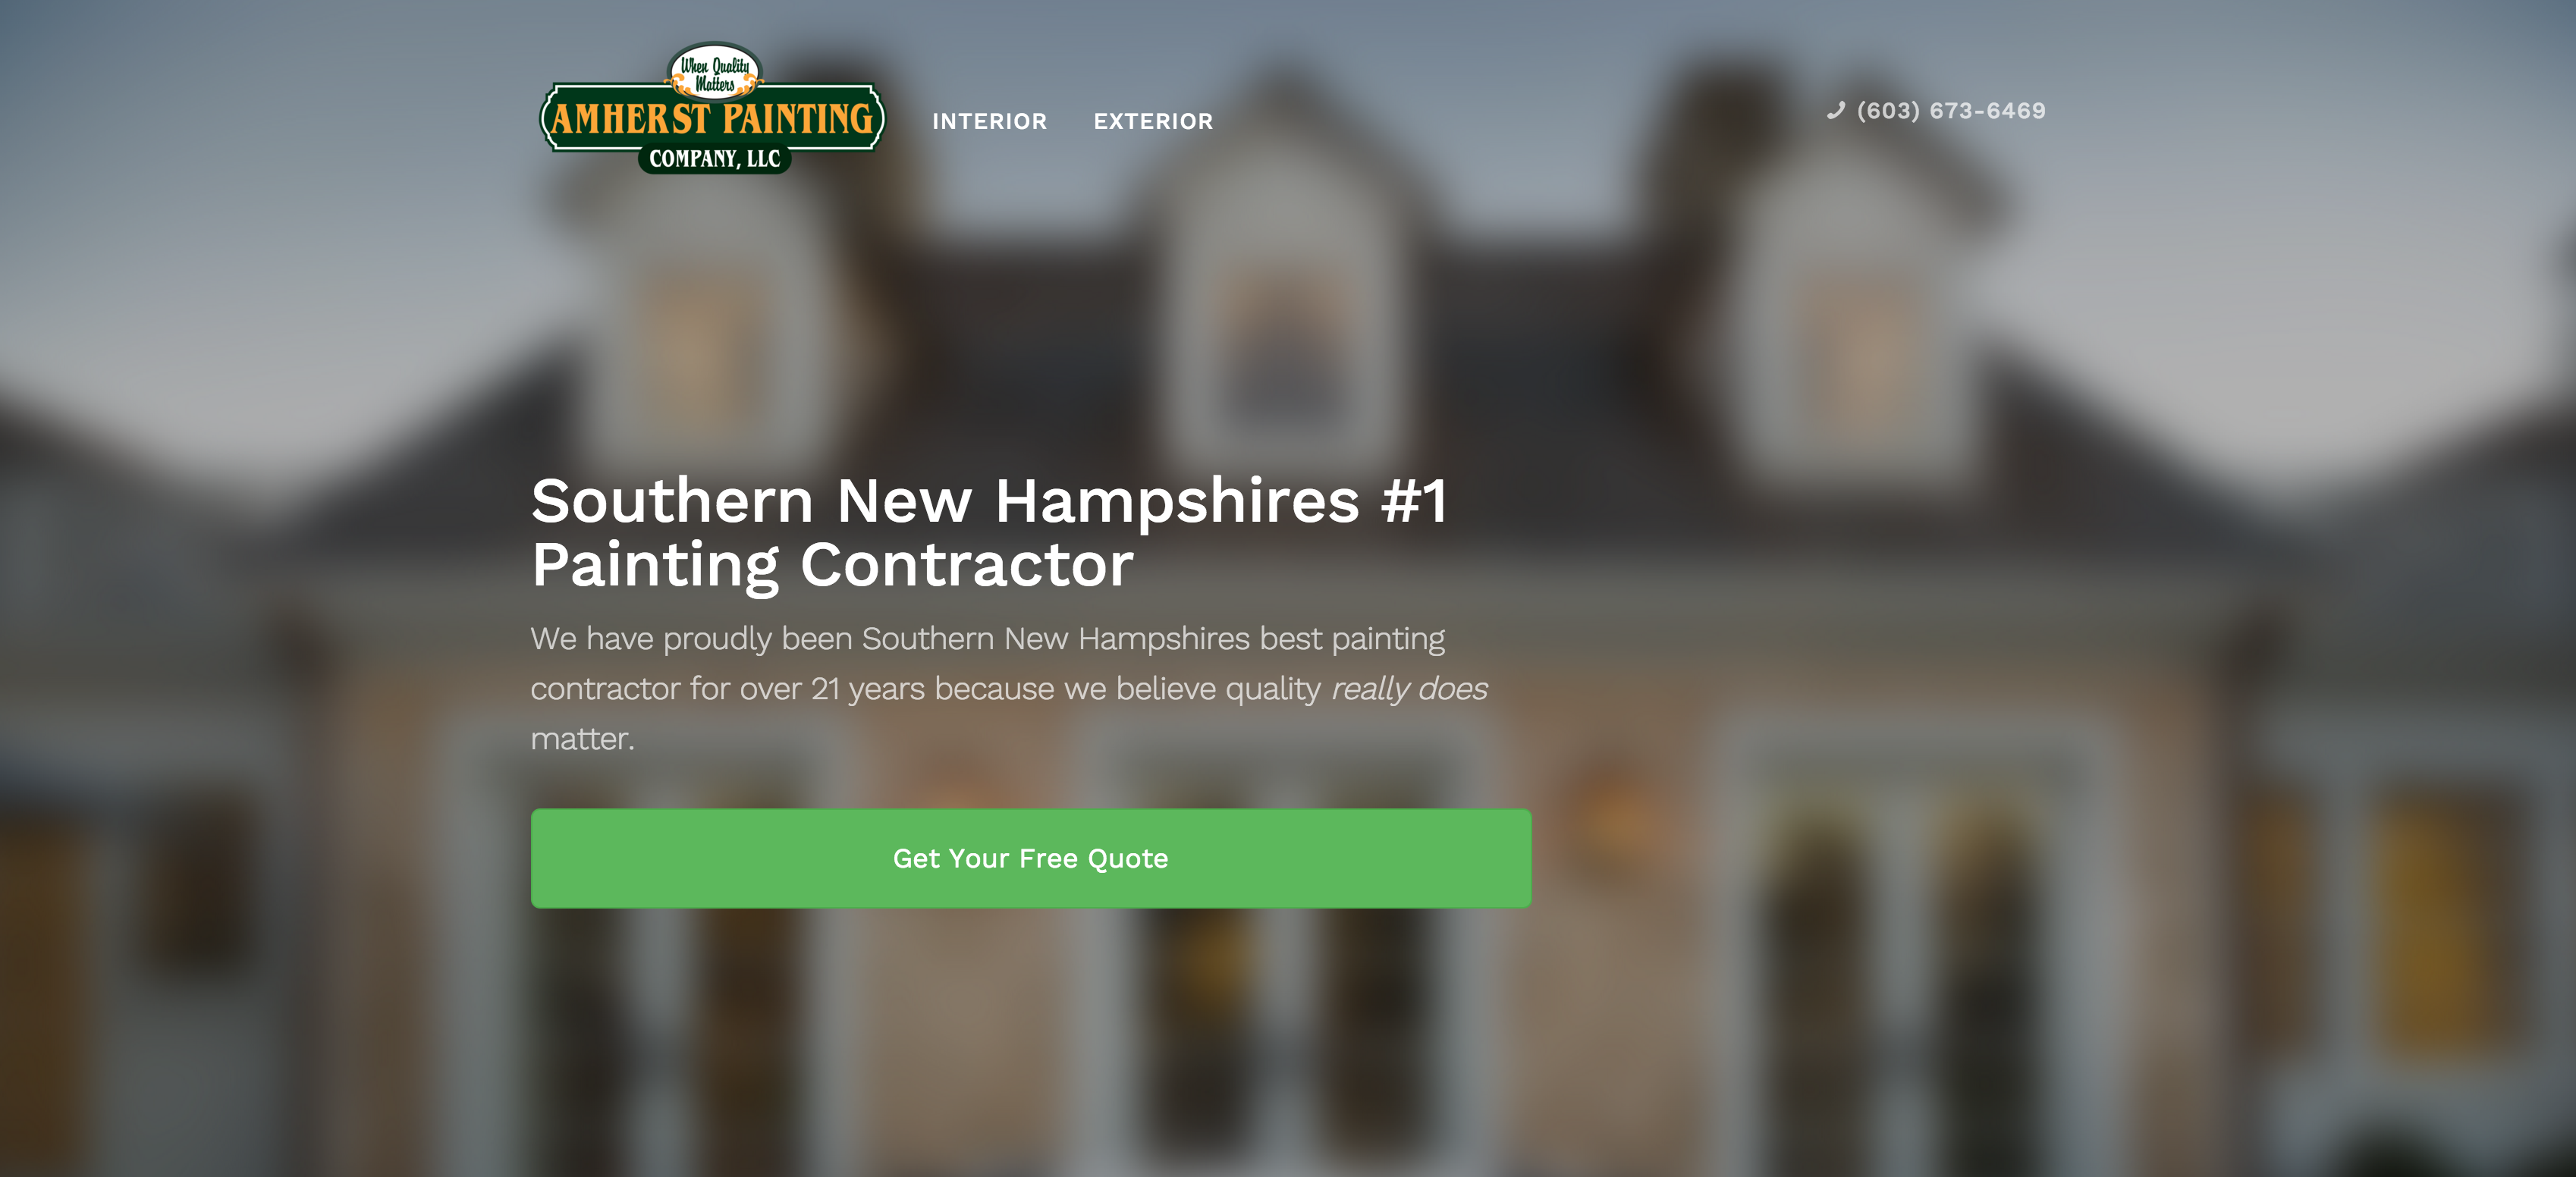 When Quality
Matters
AMHERST PAINTING
COMPANY, LLC
INTERIOR EXTERIOR
(603) 673-6469
Southern New Hampshires #1
Painting Contractor
We have proudly been Southern New Hampshires best painting
contractor for over 21 years because we believe quality really does
matter.
Get Your Free Quote